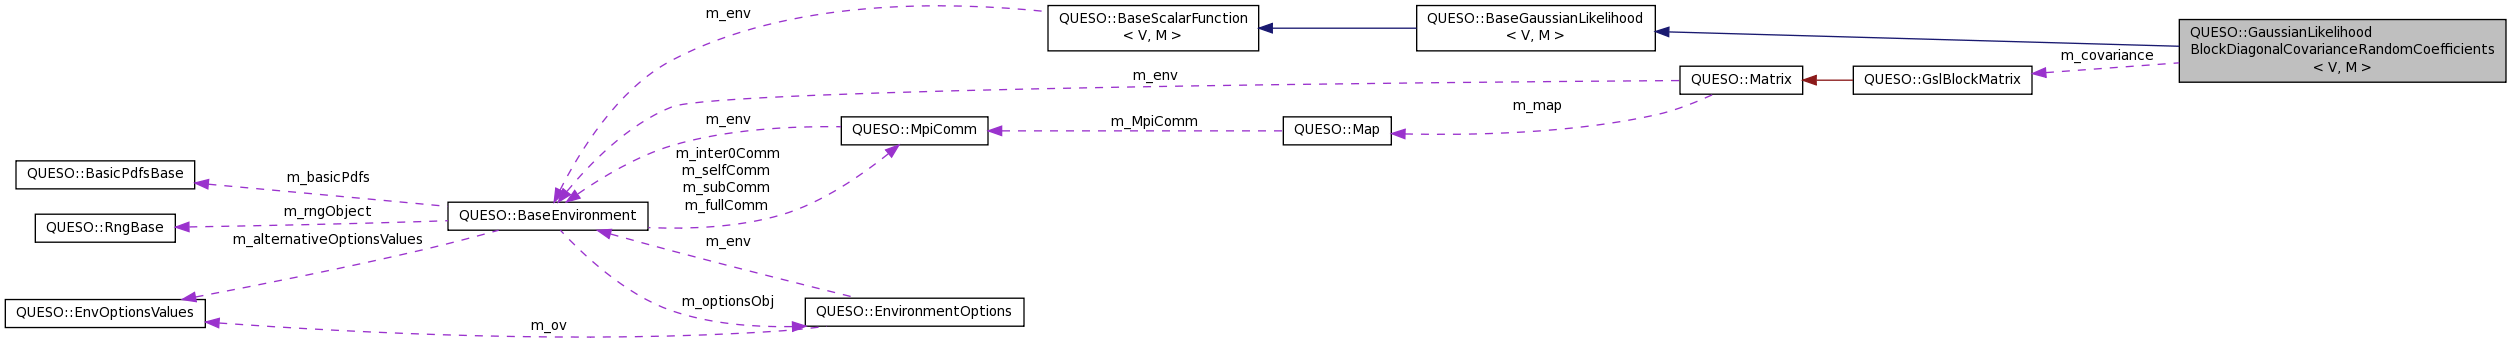 m_env
QUESO::BaseScalarFunction
< V, M >
QUESO::BaseGaussianLikelihood
< V, M >
QUESO::GaussianLikelihood
BlockDiagonalCovarianceRandomCoefficients
< V, M >
m_covariance
m_env
QUESO::Matrix
QUESO::GslBlockMatrix
m_map
m_env
QUESO::MpiComm
m_MpiComm
QUESO::Map
m_inter0Comm
m_selfComm
m_subComm
m_fullComm
QUESO::BasicPdfsBase
m_basicPdfs
m_rngObject
QUESO::RngBase
QUESO::BaseEnvironment
m_alternativeOptionsValues
m_env
m_optionsObj
QUESO::EnvOptionsValues
QUESO::EnvironmentOptions
m_ov